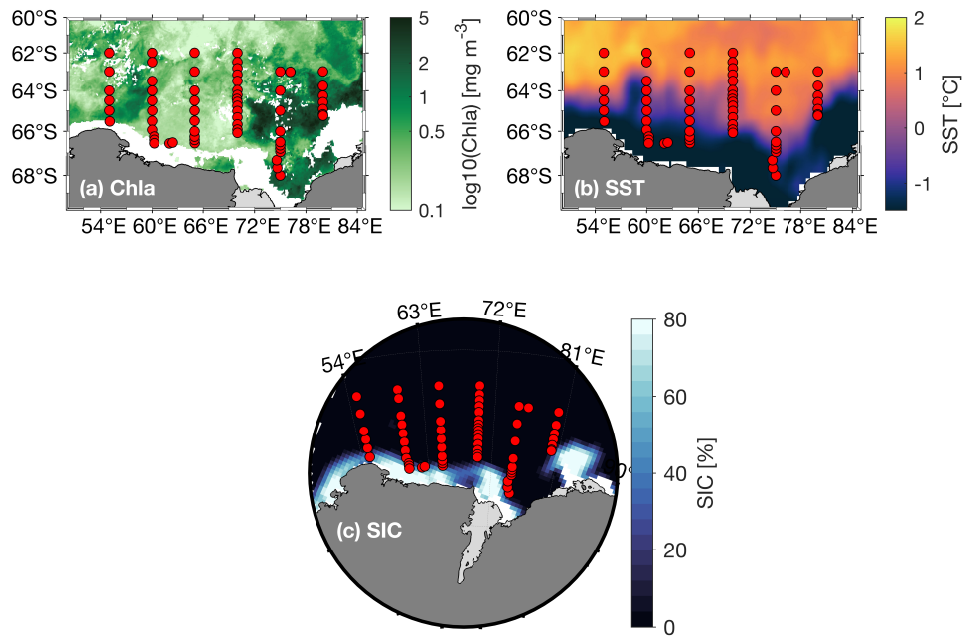 60°S
62°S
64°S
66°S
68°S
54°E 60°E 66°E 72°E 78°E 84°E
(a) Chla
5
2
1
0.5
0.1
log10(Chla) [mg m-3]
60°S
62°S
64°S
66°S
68°S
54°E 60°E 66°E 72°E 78°E 84°E
(b) SST
2
1
0
-1
SST [°C]
54°E
63°E
72°E
81°E
(c) SIC
80
60
40
20
0
SIC [%]